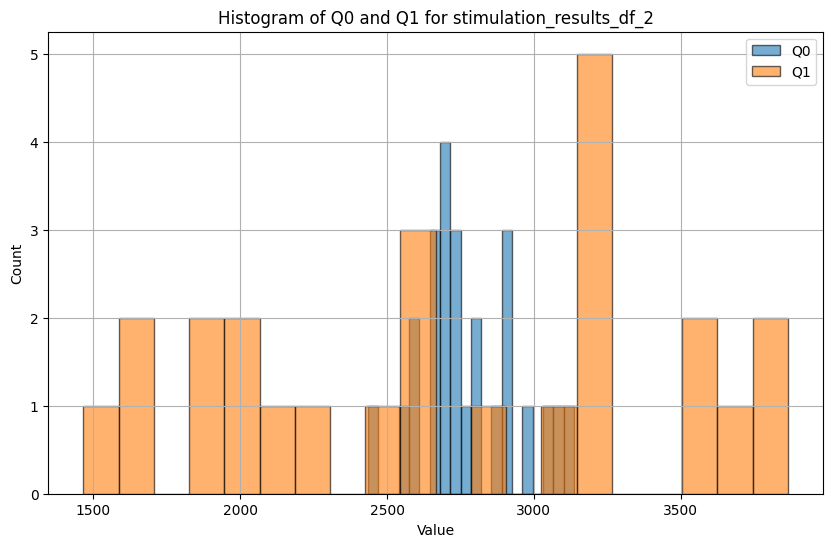 Histogram of Q0 and Q1 for stimulation_results_df_2
Q0
Q1
Count
5
4
3
2
1
0
1500 2000 2500 3000 3500
Value